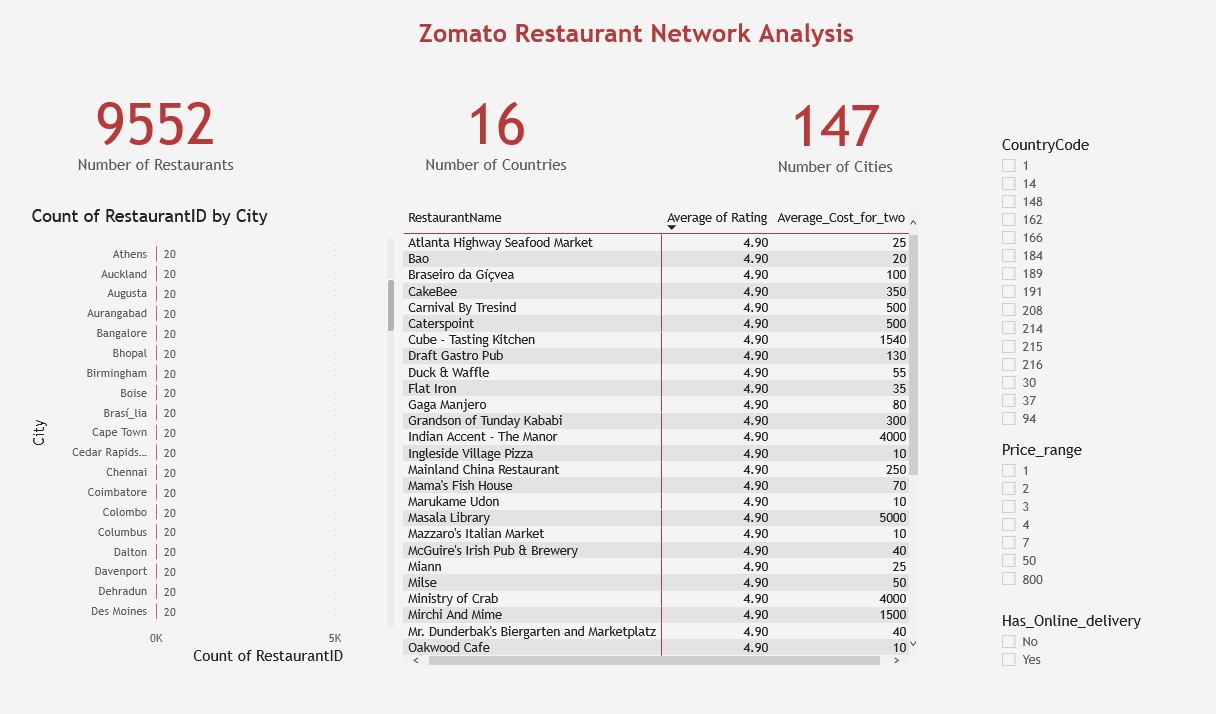 Zomato Restaurant Network Analysis
9552
Number of Restaurants
16
Number of Countries
147
Number of Cities
Count of RestaurantID by City
City
Athens 20
Auckland 20
Augusta 20
Aurangabad 20
Bangalore 20
Bhopal 20
Birmingham 20
Boise 20
Brasí_lia 20
Cape Town 20
Cedar Rapids... 20
Chennai 20
Coimbatore 20
Colombo 20
Columbus 20
Dalton 20
Davenport 20
Dehradun 20
Des Moines 20
0K 5K
Count of RestaurantID
RestaurantName Average of Rating Average_Cost_for_two
Atlanta Highway Seafood Market 4.90 25
Bao 4.90 20
Braseiro da Gíçvea 4.90 100
CakeBee 4.90 350
Carnival By Tresind 4.90 500
Caterspoint 4.90 500
Cube - Tasting Kitchen 4.90 1540
Draft Gastro Pub 4.90 130
Duck & Waffle 4.90 55
Flat Iron 4.90 35
Gaga Manjero 4.90 80
Grandson of Tunday Kababi 4.90 300
Indian Accent - The Manor 4.90 4000
Ingleside Village Pizza 4.90 10
Mainland China Restaurant 4.90 250
Mama's Fish House 4.90 70
Marukame Udon 4.90 10
Masala Library 4.90 5000
Mazzaro's Italian Market 4.90 10
McGuire's Irish Pub & Brewery 4.90 40
Miann 4.90 25
Milse 4.90 50
Ministry of Crab 4.90 4000
Mirchi And Mime 4.90 1500
Mr. Dunderbak's Biergarten and Marketplatz 4.90 40
Oakwood Cafe 4.90 10
CountryCode
1
14
148
162
166
184
189
191
208
214
215
216
30
37
94
Price_range
1
2
3
4
7
50
800
Has_Online_delivery
No
Yes